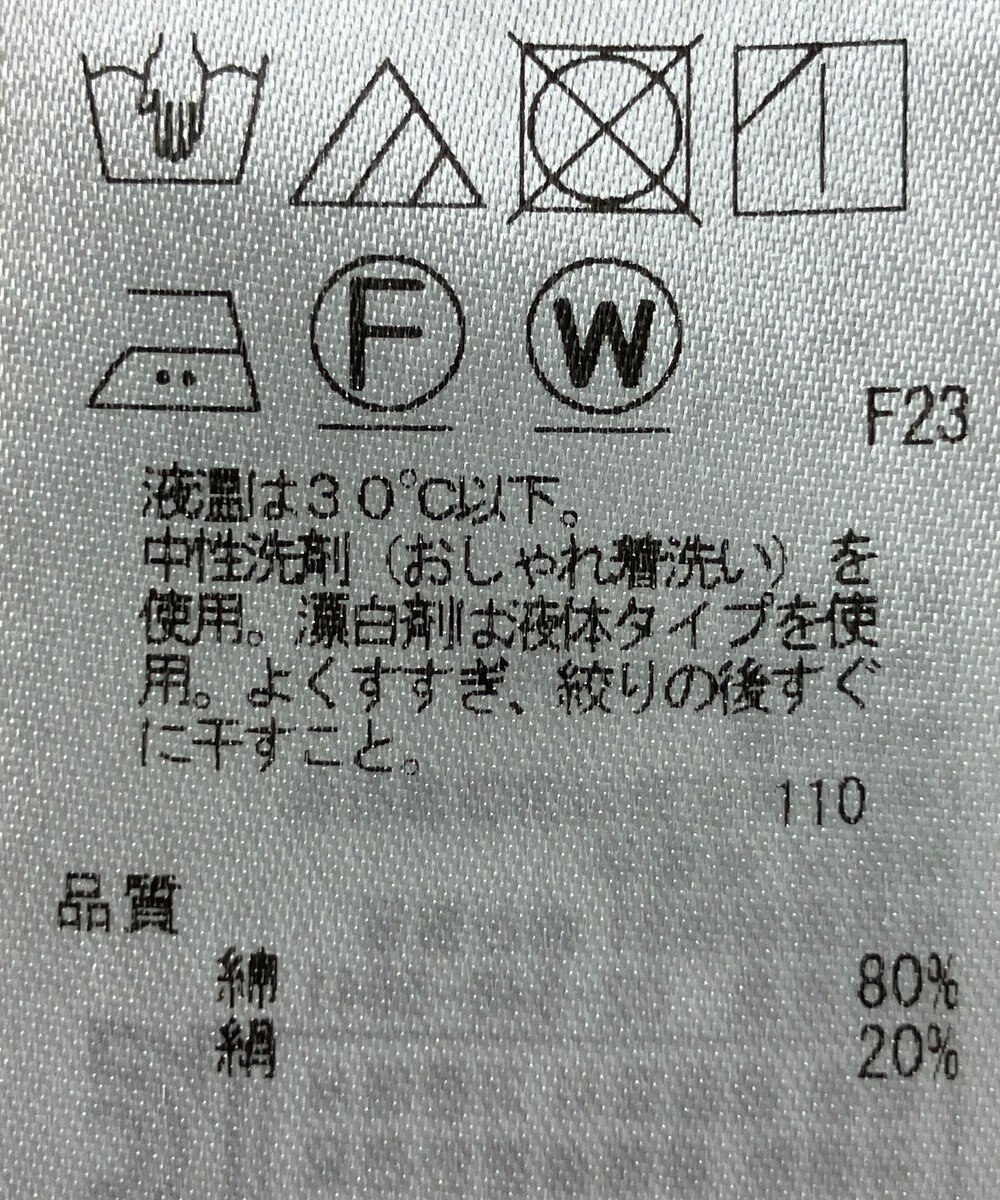 F W
F23
液温は30℃以下。
中性洗剤(おしゃれ着洗い)を
使用。漂白剤は液体タイプを使
用。よくすすぎ、絞りの後すぐ
に干すこと。
110
品質
綿 80%
絹 20%